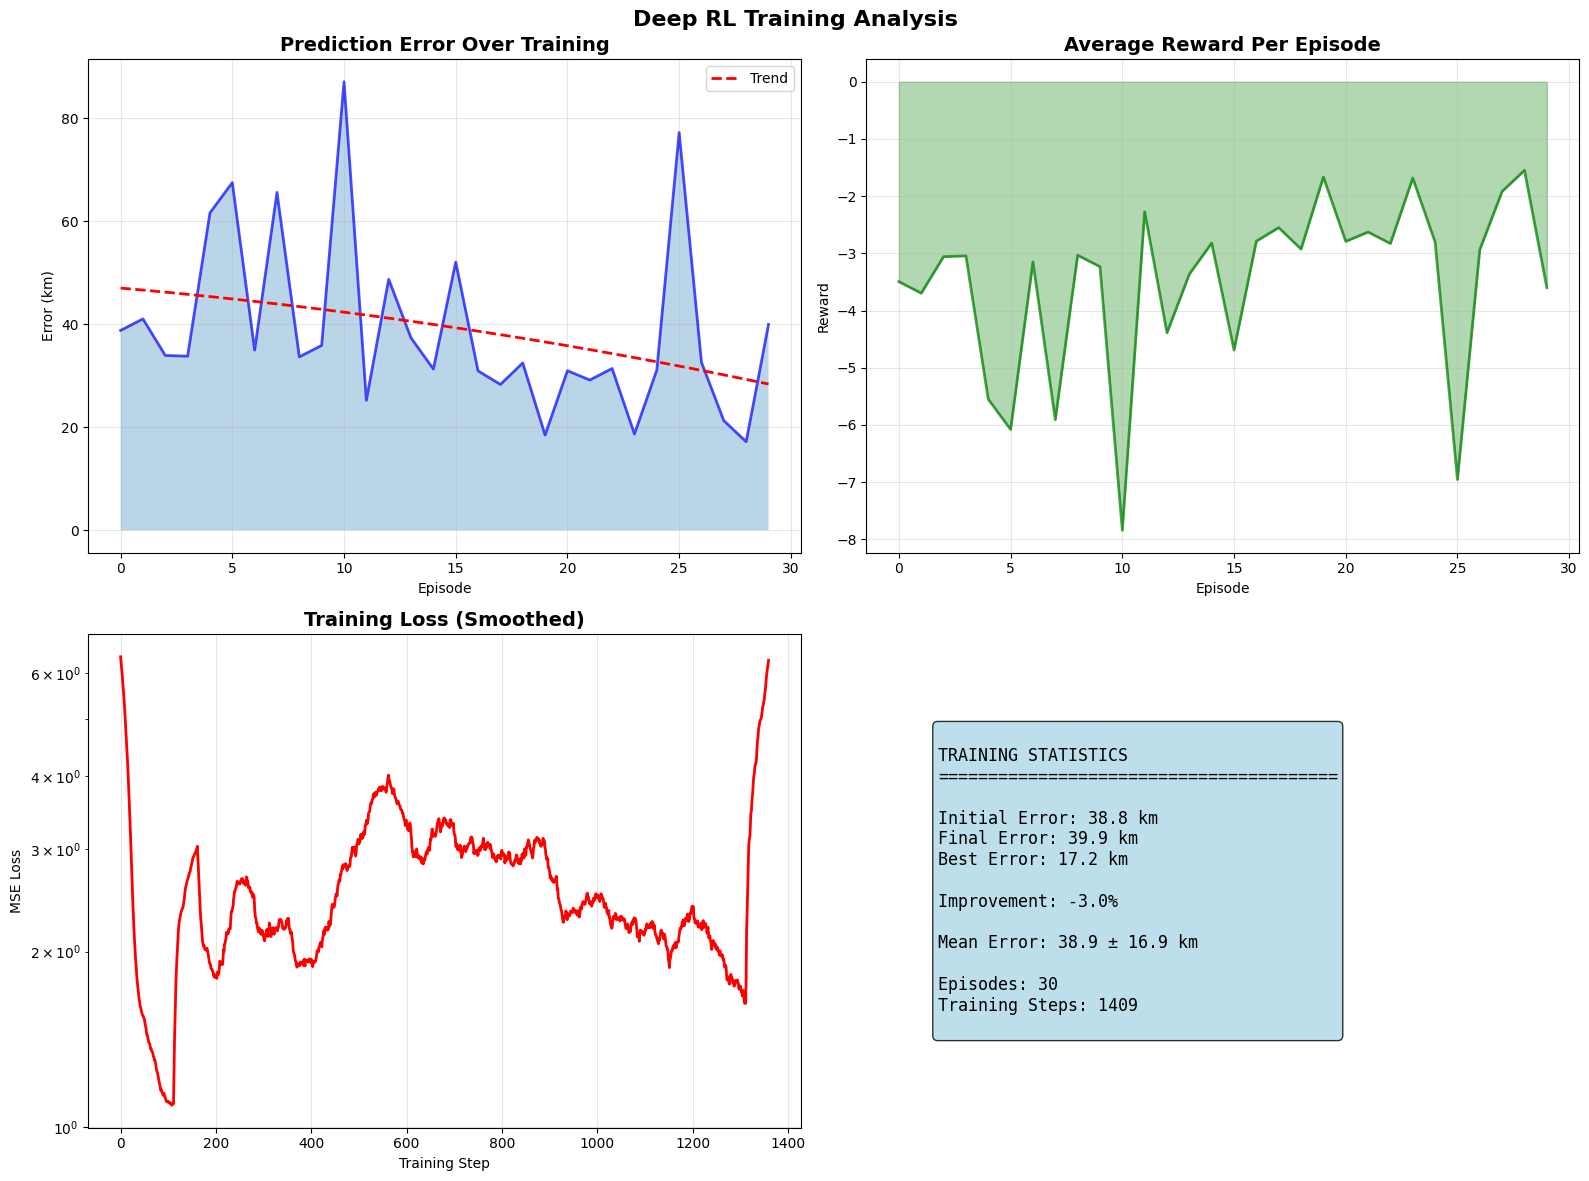 Deep RL Training Analysis
Prediction Error Over Training
Trend
80
60
40
20
0
Error (km)
0 5 10 15 20 25 30
Episode
Average Reward Per Episode
0
−1
−2
−3
−4
−5
−6
−7
−8
Reward
0 5 10 15 20 25 30
Episode
Training Loss (Smoothed)
6 × 10⁰
4 × 10⁰
3 × 10⁰
2 × 10⁰
10⁰
MSE Loss
0 200 400 600 800 1000 1200 1400
Training Step
TRAINING STATISTICS
========================================
Initial Error: 38.8 km
Final Error: 39.9 km
Best Error: 17.2 km
Improvement: -3.0%
Mean Error: 38.9 ± 16.9 km
Episodes: 30
Training Steps: 1409